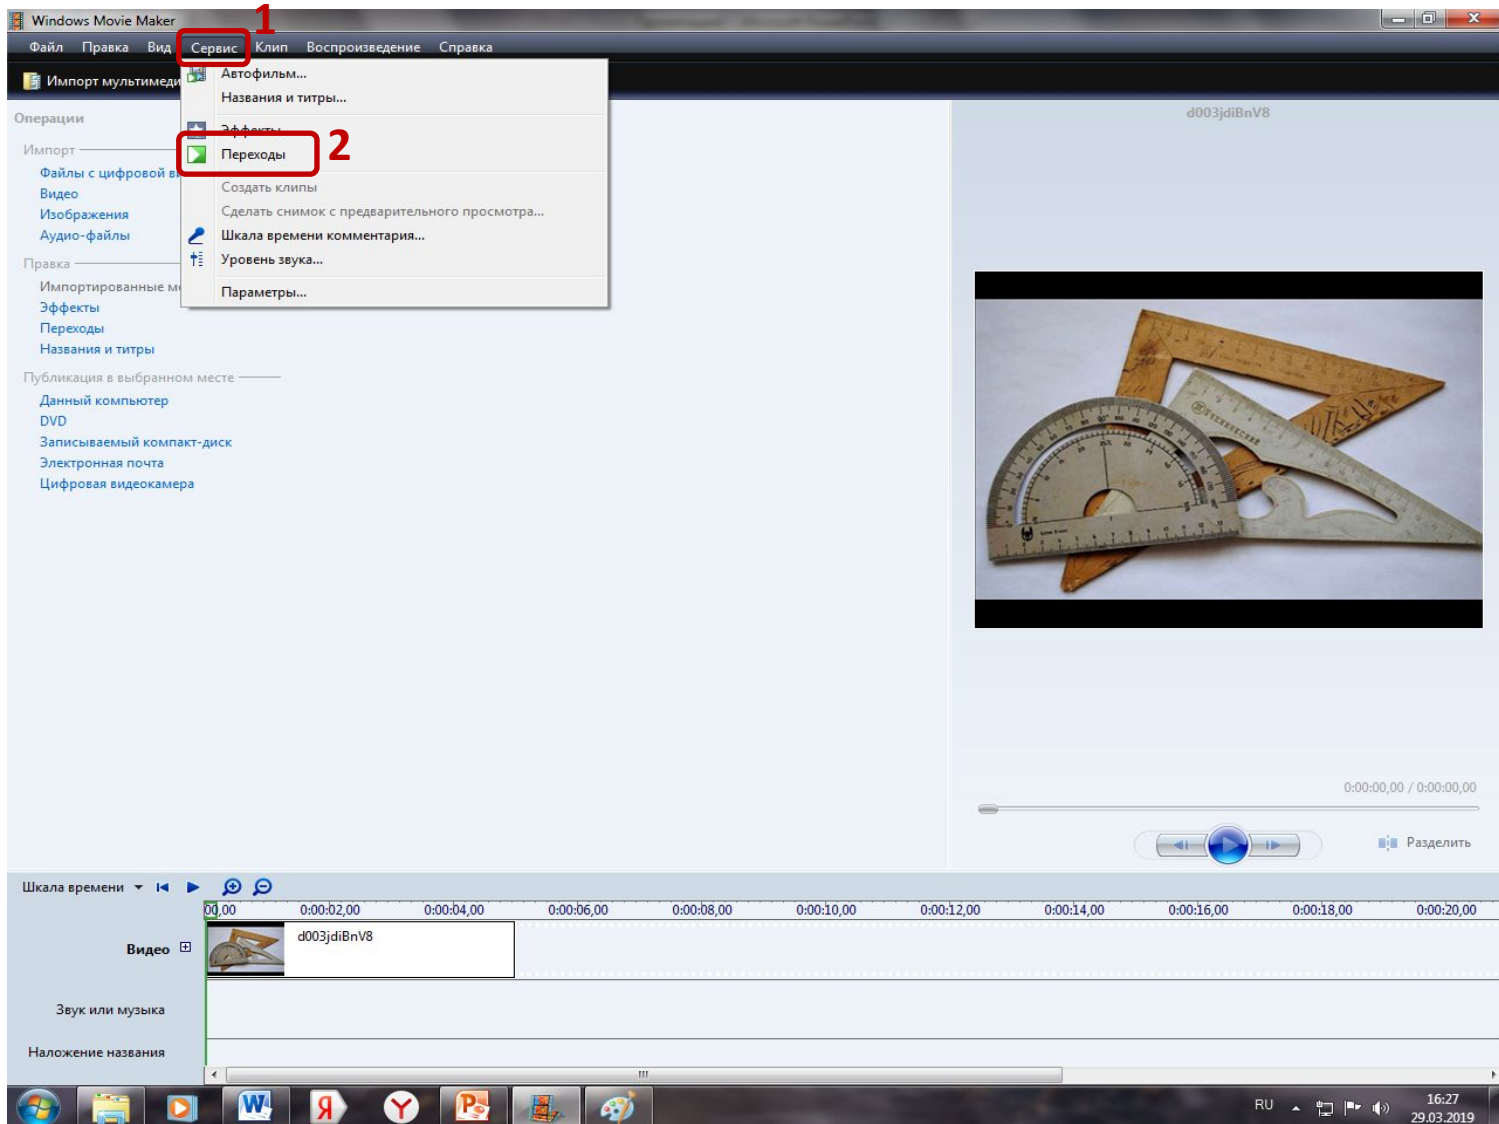 Windows Movie Maker
1
Файл Правка Вид Сервис Клип Воспроизведение Справка
Импорт мультимеди
Автофильм...
Названия и титры...
Эффекты
Переходы
2
Создать клипы
Сделать снимок с предварительного просмотра...
Шкала времени комментария...
Уровень звука...
Параметры...
Операции
Импорт
Файлы с цифровой ви
Видео
Изображения
Аудио-файлы
Правка
Импортированные ме
Эффекты
Переходы
Названия и титры
Публикация в выбранном месте
Данный компьютер
DVD
Записываемый компакт-диск
Электронная почта
Цифровая видеокамера
d003jdiBnV8
0:00:00,00 / 0:00:00,00
Разделить
Шкала времени
00,00 0:00:02,00 0:00:04,00 0:00:06,00 0:00:08,00 0:00:10,00 0:00:12,00 0:00:14,00 0:00:16,00 0:00:18,00 0:00:20,00
Видео
d003jdiBnV8
Звук или музыка
Наложение названия
RU
16:27
29.03.2019